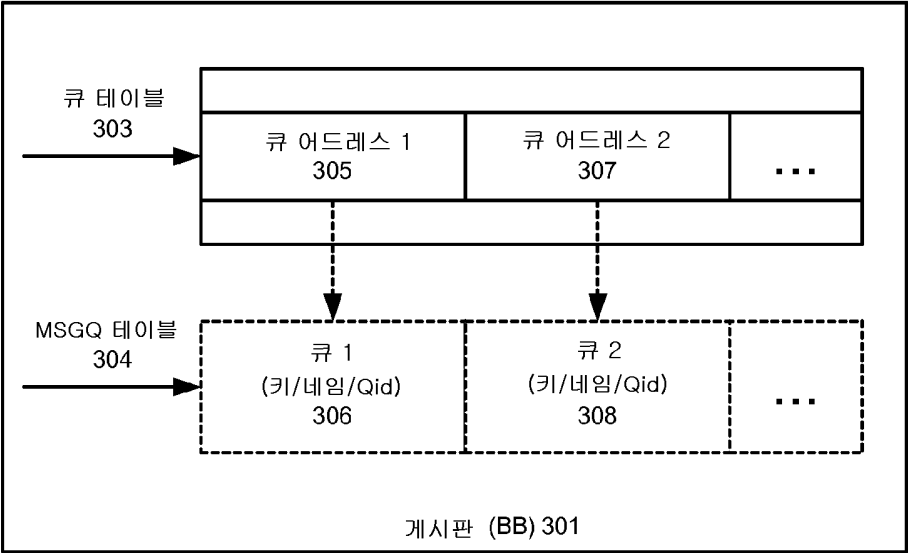 큐 테이블
303
큐 어드레스 1
305
큐 어드레스 2
307
...
MSGQ 테이블
304
큐 1
(키/네임/Qid)
306
큐 2
(키/네임/Qid)
308
...
게시판 (BB) 301